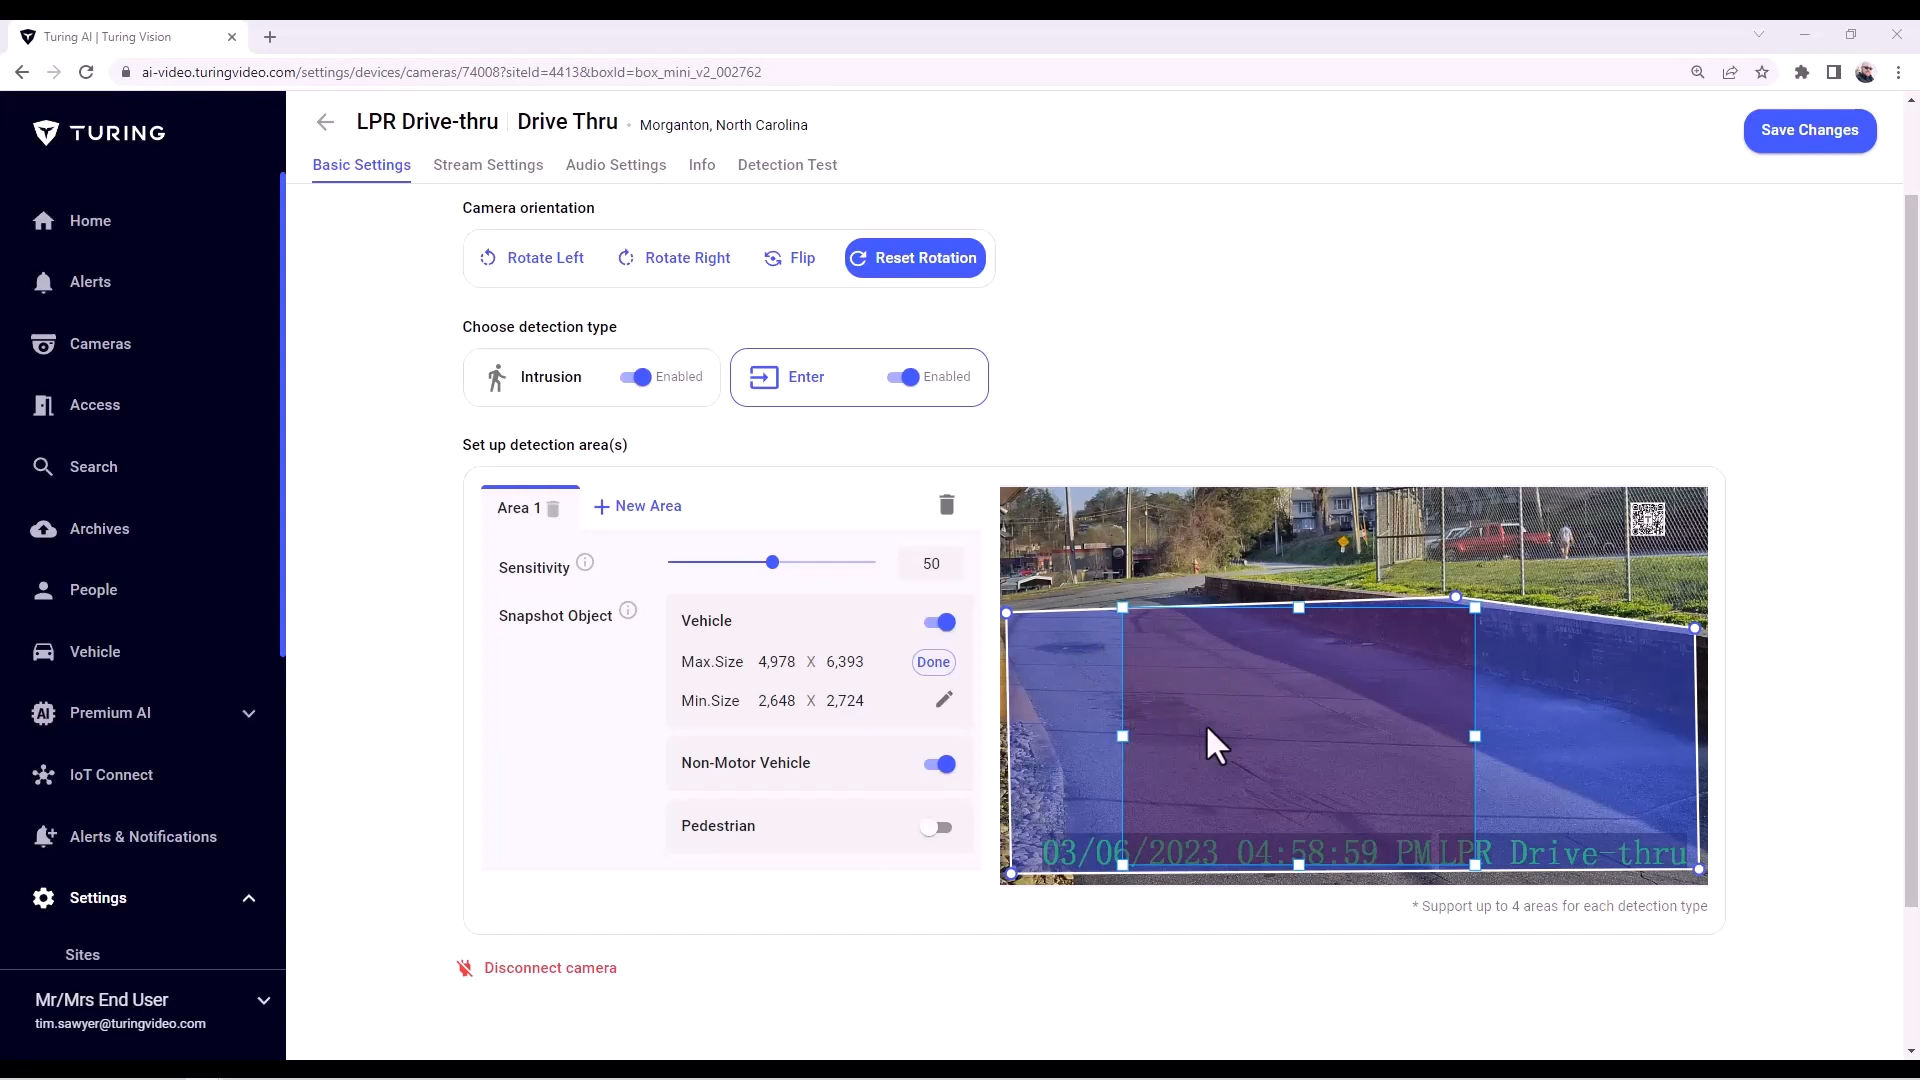 Turing AI | Turing Vision
ai-video.turingvideo.com/settings/devices/cameras/74008?siteId=4413&boxId=box_mini_v2_002762
TURING
Home
Alerts
Cameras
Access
Search
Archives
People
Vehicle
Premium AI
IoT Connect
Alerts & Notifications
Settings
Sites
Mr/Mrs End User
tim.sawyer@turingvideo.com
LPR Drive-thru Drive Thru · Morganton, North Carolina
Save Changes
Basic Settings Stream Settings Audio Settings Info Detection Test
Camera orientation
Rotate Left Rotate Right Flip Reset Rotation
Choose detection type
Intrusion Enabled Enter Enabled
Set up detection area(s)
Area 1 + New Area
Sensitivity 50
Snapshot Object
Vehicle
Max.Size 4,978 X 6,393 Done
Min.Size 2,648 X 2,724
Non-Motor Vehicle
Pedestrian
03/06/2023 04:58:59 PM LPR Drive-thru
* Support up to 4 areas for each detection type
Disconnect camera